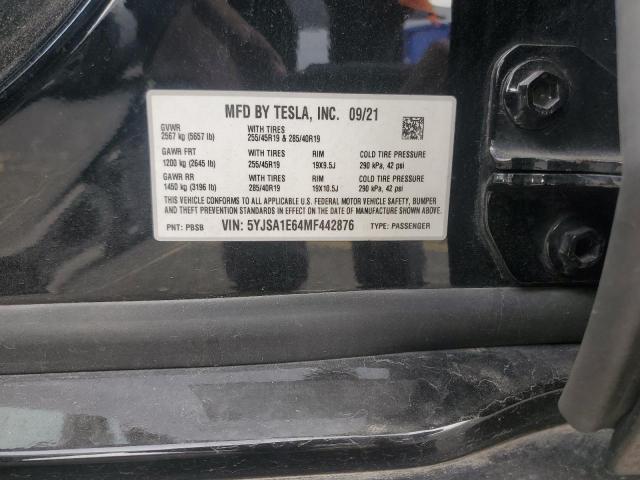 MFD BY TESLA, INC. 09/21
GVWR
2567 kg (5657 lb)
WITH TIRES
255/45R19 & 285/40R19
GAWR FRT
1200 kg (2645 lb)
WITH TIRES
255/45R19
RIM
19X9.5J
COLD TIRE PRESSURE
290 kPa, 42 psi
GAWR RR
1450 kg (3196 lb)
WITH TIRES
285/40R19
RIM
19X10.5J
COLD TIRE PRESSURE
290 kPa, 42 psi
THIS VEHICLE CONFORMS TO ALL APPLICABLE U.S. FEDERAL MOTOR VEHICLE SAFETY, BUMPER
AND THEFT PREVENTION STANDARDS IN EFFECT ON THE DATE OF MANUFACTURE SHOWN ABOVE.
PNT: PBSB VIN: 5YJSA1E64MF442876 TYPE: PASSENGER